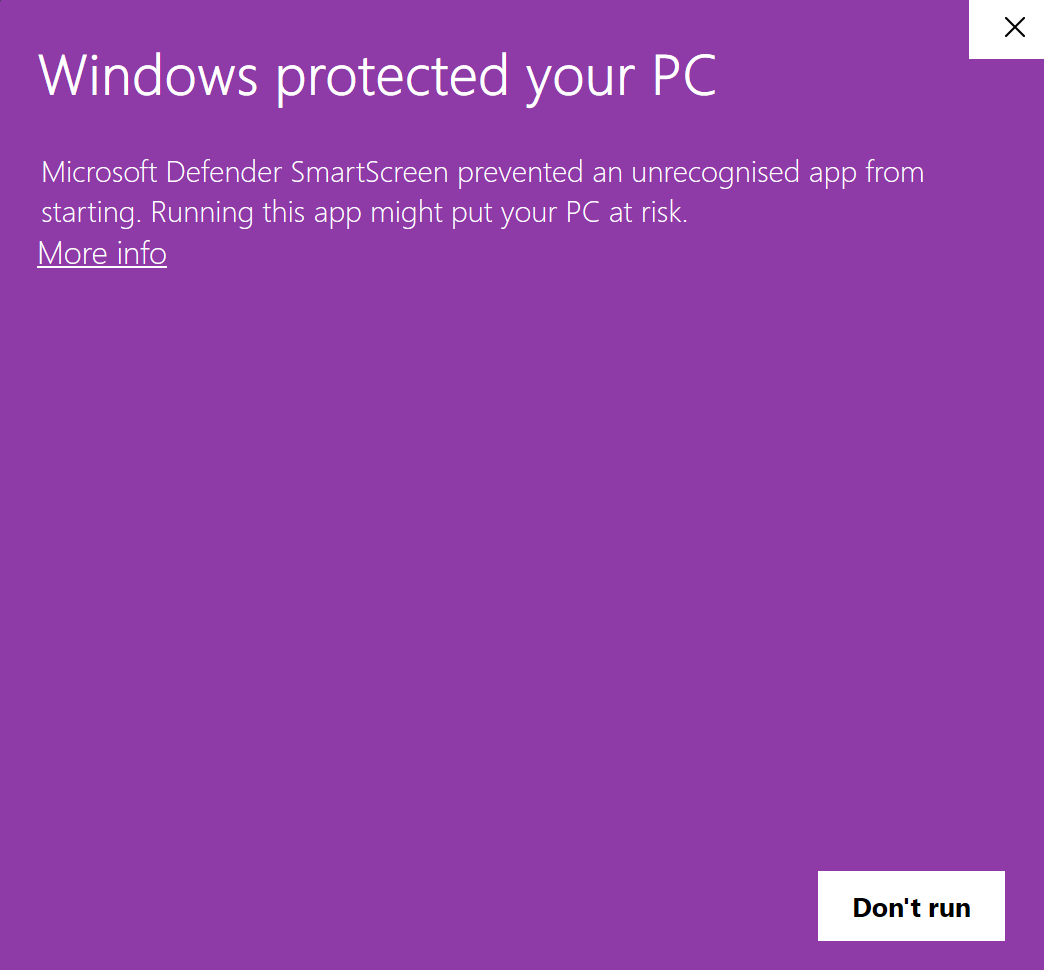 Windows protected your PC
Microsoft Defender SmartScreen prevented an unrecognised app from
starting. Running this app might put your PC at risk.
More info
Don't run